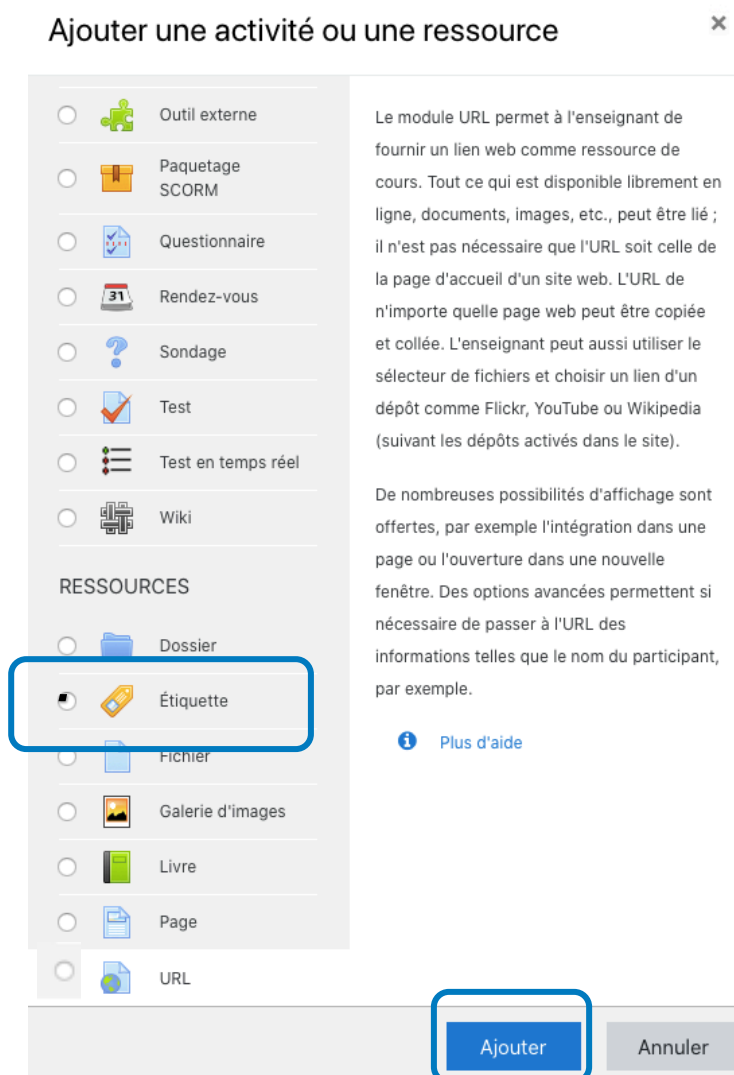 Ajouter une activité ou une ressource
×
Outil externe
Paquetage
SCORM
Questionnaire
31
Rendez-vous
Sondage
Test
Test en temps réel
Wiki
RESSOURCES
Dossier
Étiquette
Fichier
Galerie d'images
Livre
Page
URL
Le module URL permet à l'enseignant de
fournir un lien web comme ressource de
cours. Tout ce qui est disponible librement en
ligne, documents, images, etc., peut être lié ;
il n'est pas nécessaire que l'URL soit celle de
la page d'accueil d'un site web. L'URL de
n'importe quelle page web peut être copiée
et collée. L'enseignant peut aussi utiliser le
sélecteur de fichiers et choisir un lien d'un
dépôt comme Flickr, YouTube ou Wikipedia
(suivant les dépôts activés dans le site).
De nombreuses possibilités d'affichage sont
offertes, par exemple l'intégration dans une
page ou l'ouverture dans une nouvelle
fenêtre. Des options avancées permettent si
nécessaire de passer à l'URL des
informations telles que le nom du participant,
par exemple.
Plus d'aide
Ajouter
Annuler